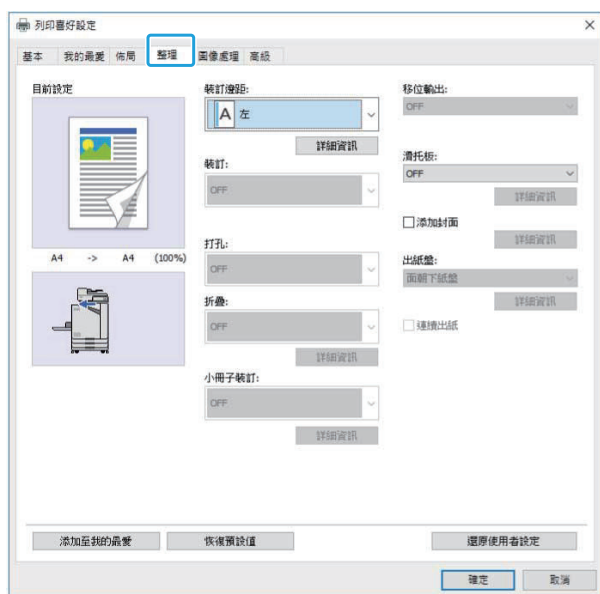 列印喜好設定
基本 我的最愛 佈局 整理 圖像處理 高級
目前設定
A4 -> A4 (100%)
裝訂邊距:
A 左
詳細資訊
裝訂:
OFF
打孔:
OFF
折疊:
OFF
詳細資訊
小冊子裝訂:
OFF
詳細資訊
移位輸出:
OFF
滑托板:
OFF
詳細資訊
添加封面
詳細資訊
出紙盤:
面朝下紙盤
詳細資訊
連續出紙
添加至我的最愛 恢復預設值 還原使用者設定
確定 取消